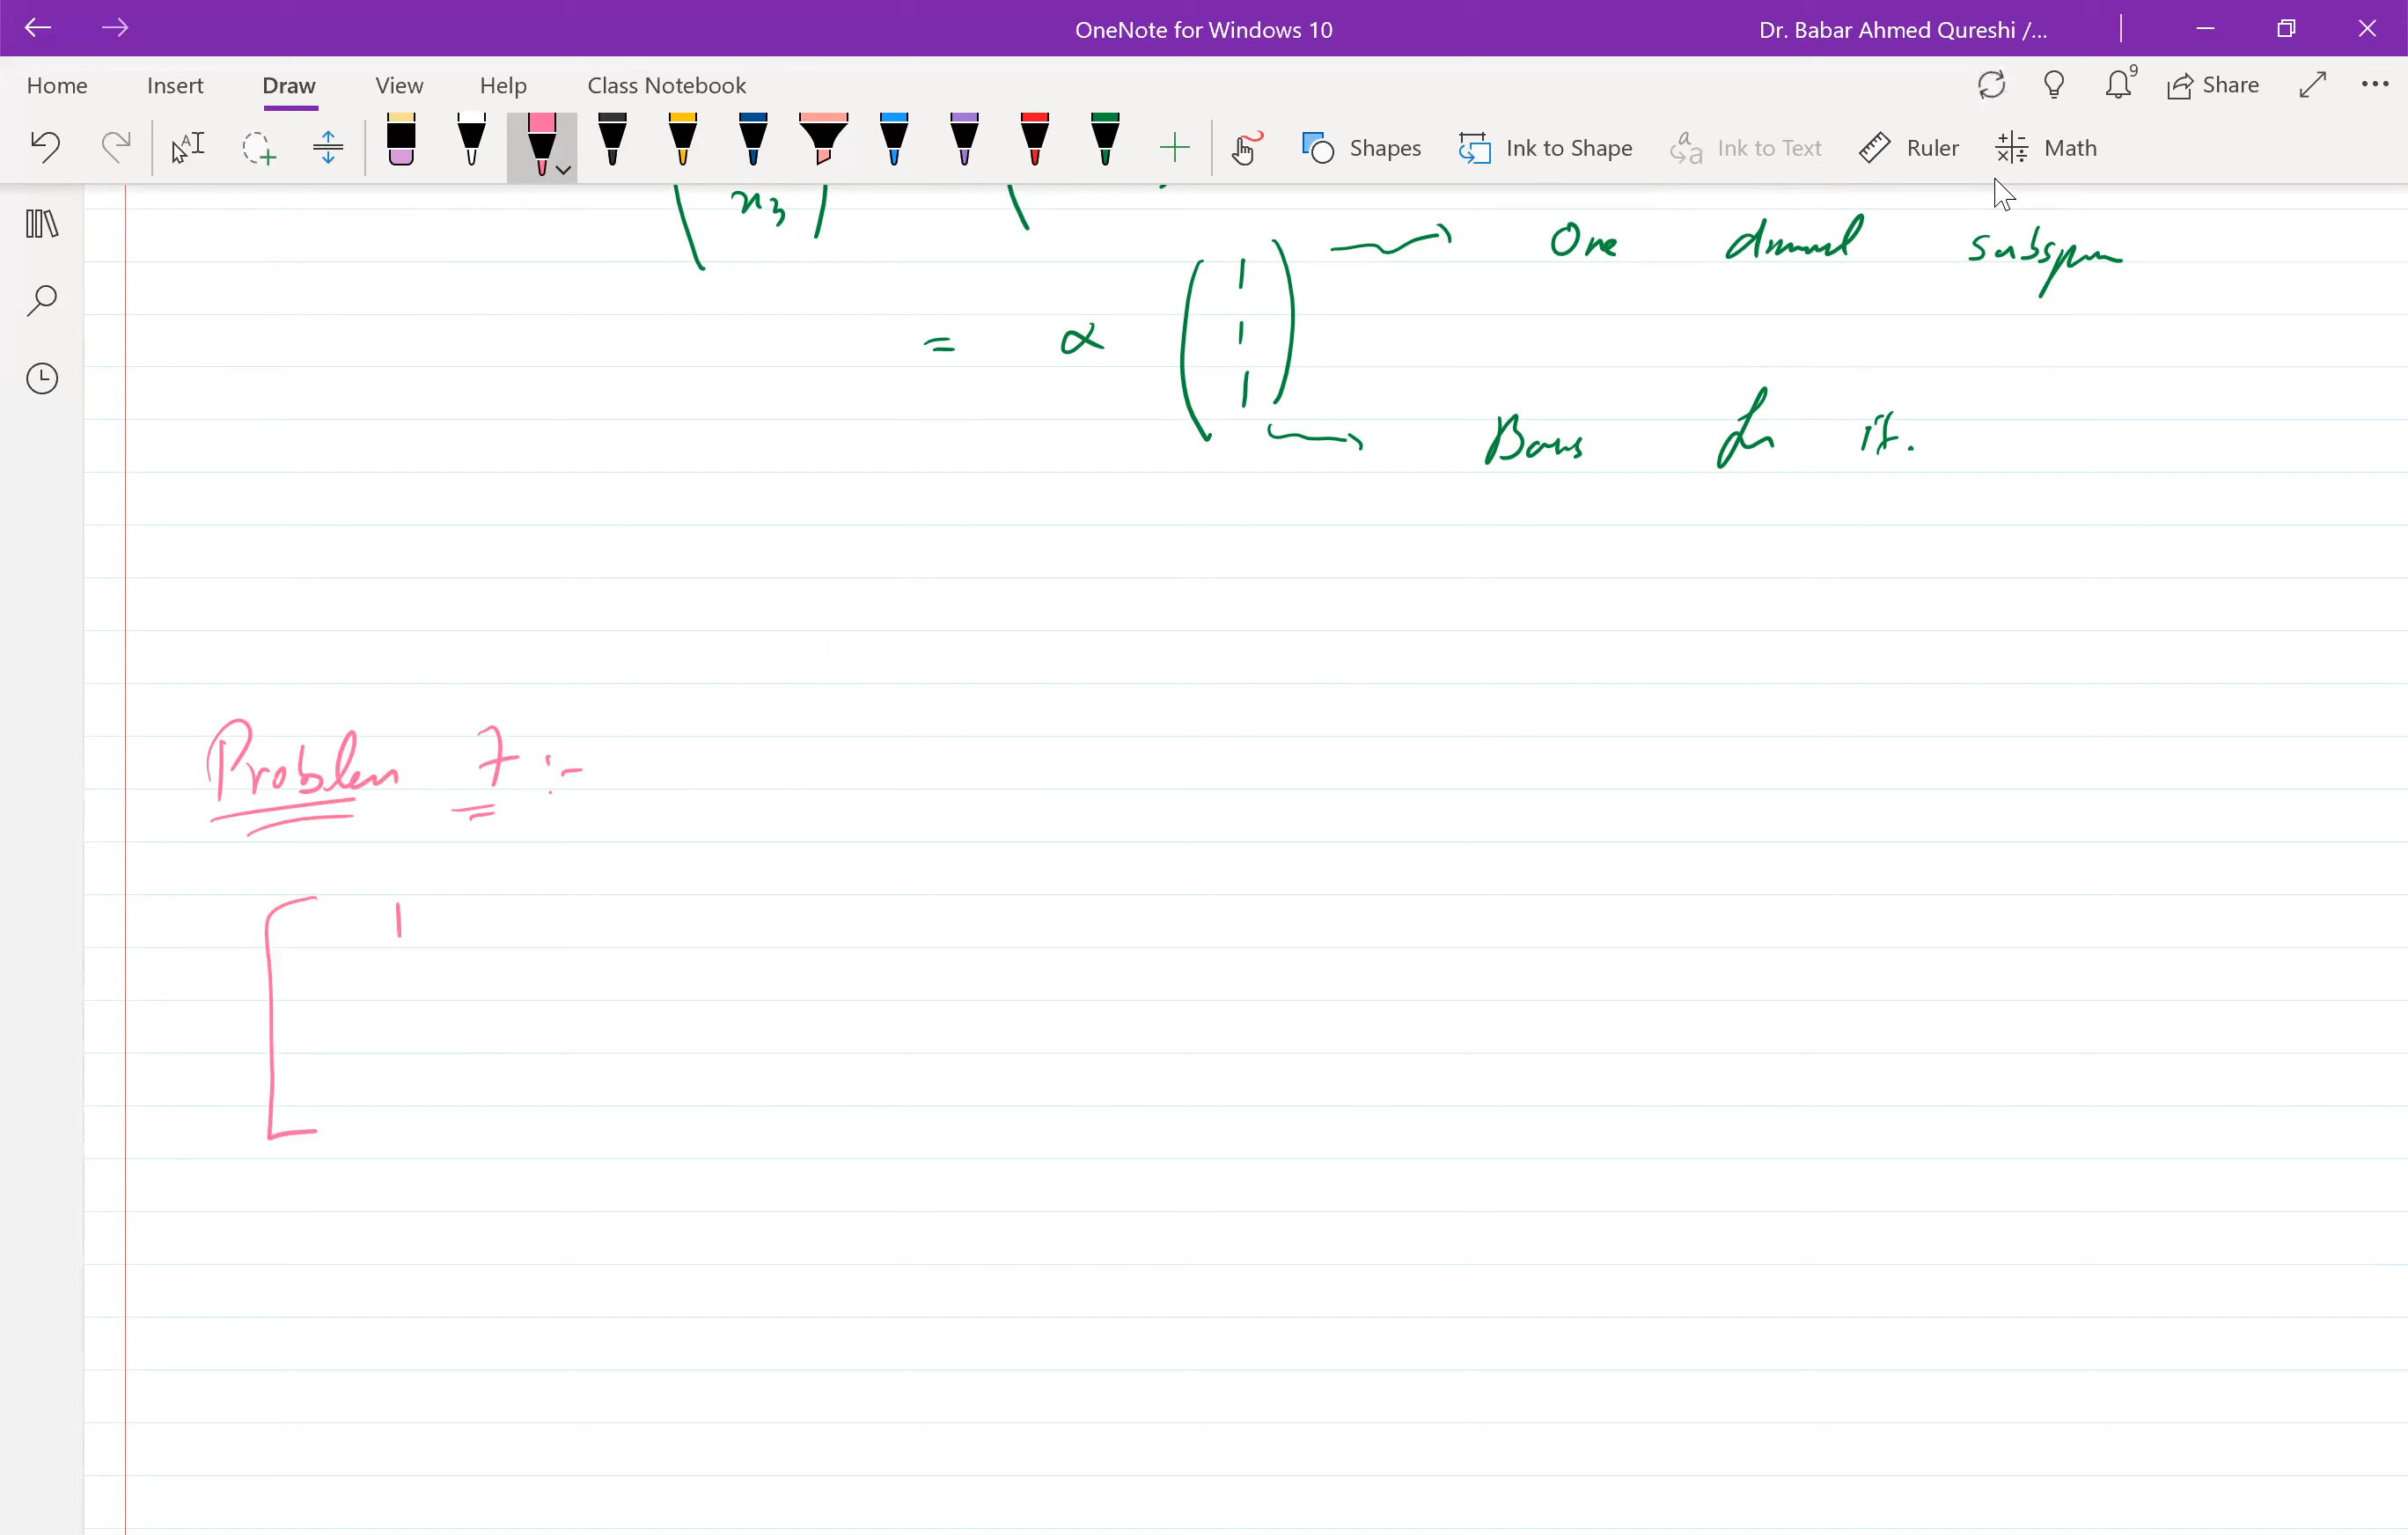 OneNote for Windows 10
Dr. Babar Ahmed Qureshi /...
Home Insert Draw View Help Class Notebook
9 Share
Shapes Ink to Shape Ink to Text Ruler Math
x3
One subspace
= α ( 1 1 1 )
Basis for it.
Problem 7 :-
[ 1